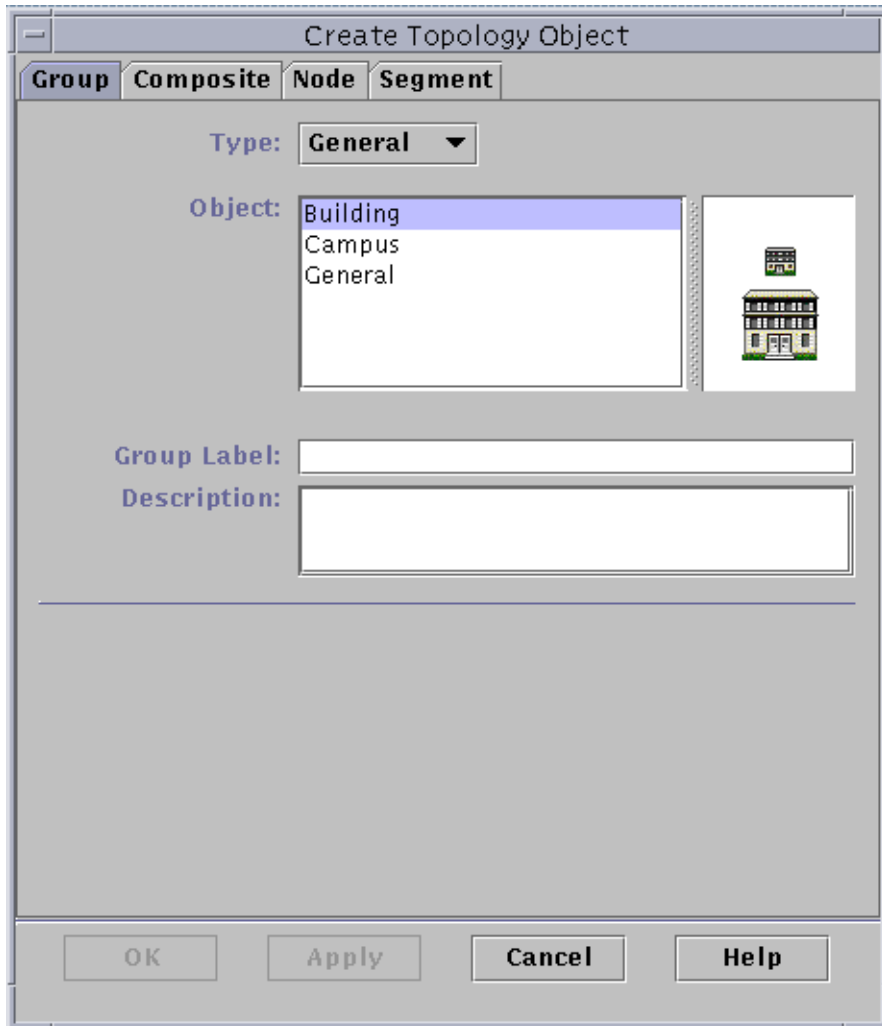 Create Topology Object
Group Composite Node Segment
Type: General
Object: Building
Campus
General
Group Label:
Description:
OK Apply Cancel Help